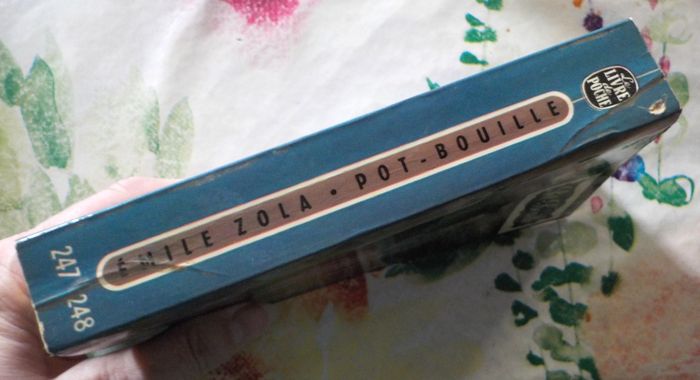 Le
LIVRE
de
POCHE
ÉMILE ZOLA • POT-BOUILLE
247 248